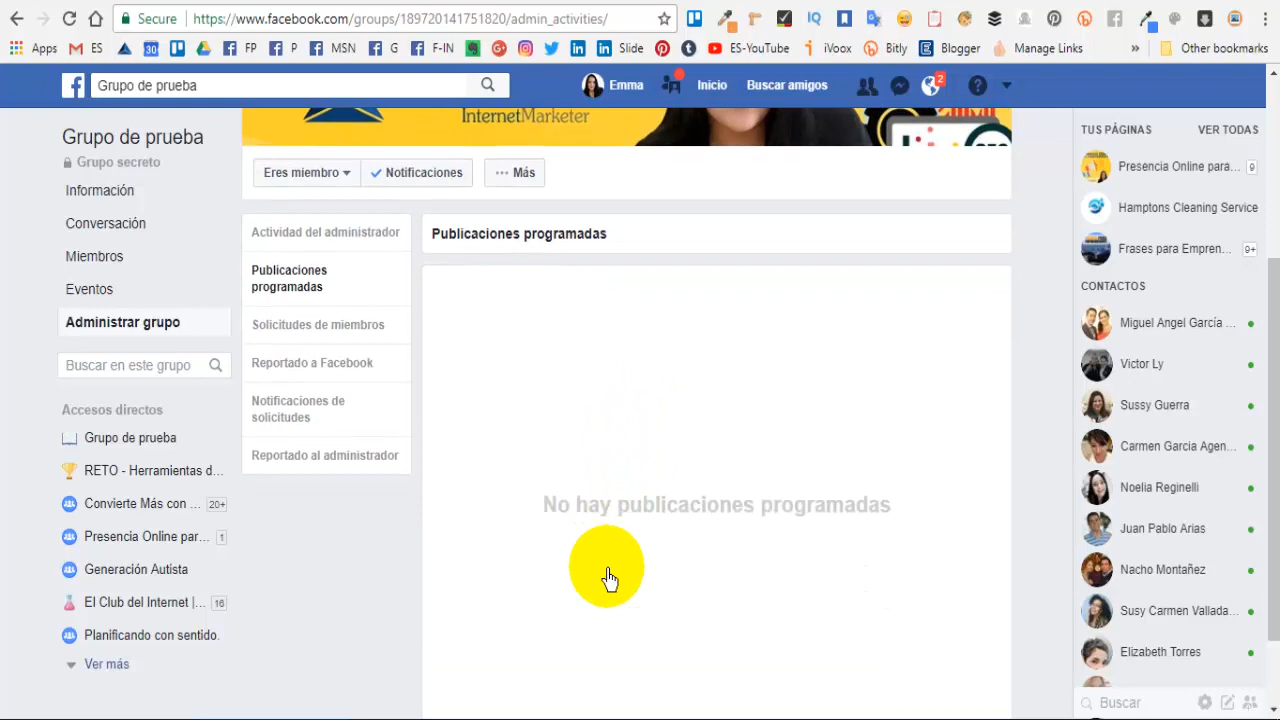 Secure https://www.facebook.com/groups/189720141751820/admin_activities/
Apps ES FP P MSN G F-IN Slide ES-YouTube iVoox Bitly Blogger Manage Links » Other bookmarks
Grupo de prueba Emma Inicio Buscar amigos 2
InternetMarketer
Grupo de prueba
Grupo secreto
Información
Conversación
Miembros
Eventos
Administrar grupo
Buscar en este grupo
Accesos directos
Grupo de prueba
RETO - Herramientas d...
Convierte Más con ... 20+
Presencia Online par... 1
Generación Autista
El Club del Internet |... 16
Planificando con sentido.
Ver más
Eres miembro Notificaciones ··· Más
Actividad del administrador
Publicaciones
programadas
Solicitudes de miembros
Reportado a Facebook
Notificaciones de
solicitudes
Reportado al administrador
Publicaciones programadas
No hay publicaciones programadas
TUS PÁGINAS VER TODAS
Presencia Online para... 9
Hamptons Cleaning Service
Frases para Empren... 9+
CONTACTOS
Miguel Angel García ...
Victor Ly
Sussy Guerra
Carmen Garcia Agen...
Noelia Reginelli
Juan Pablo Arias
Nacho Montañez
Susy Carmen Vallada...
Elizabeth Torres
Buscar